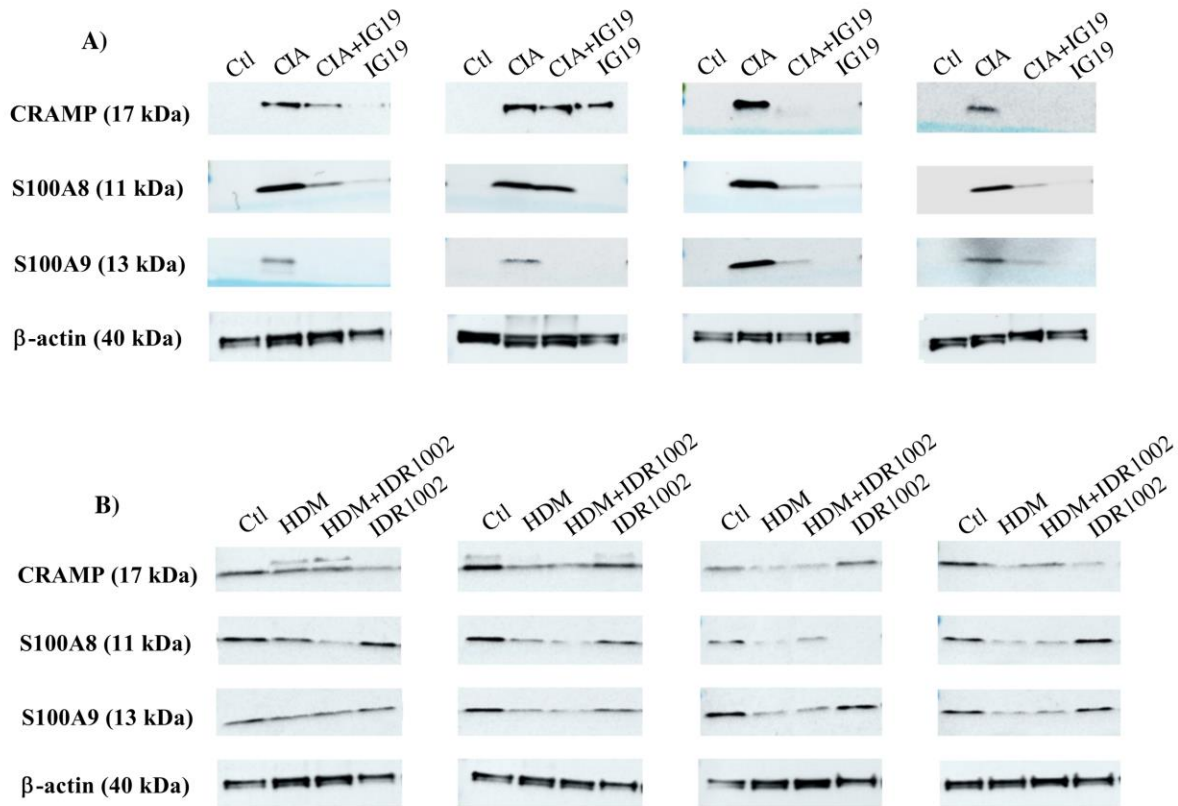 A)
Ctl CIA CIA+IG19 IG19 Ctl CIA CIA+IG19 IG19 Ctl CIA CIA+IG19 IG19 Ctl CIA CIA+IG19 IG19
CRAMP (17 kDa)
S100A8 (11 kDa)
S100A9 (13 kDa)
β-actin (40 kDa)
B)
Ctl HDM HDM+IDR1002 IDR1002 Ctl HDM HDM+IDR1002 IDR1002 Ctl HDM HDM+IDR1002 IDR1002 Ctl HDM HDM+IDR1002 IDR1002
CRAMP (17 kDa)
S100A8 (11 kDa)
S100A9 (13 kDa)
β-actin (40 kDa)